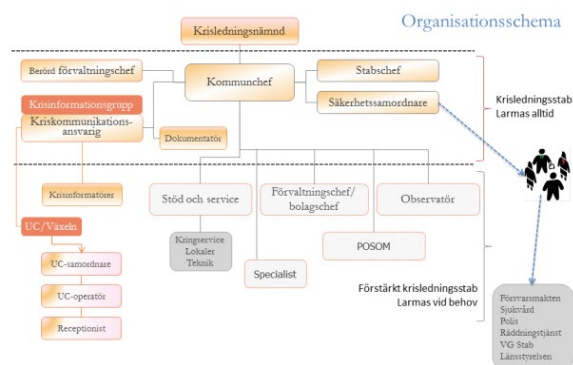 Organisationsschema
Krisledningsnämnd
Berörd förvaltningschef
Kommunchef
Stabschef
Säkerhetssamordnare
Krisledningsstab
Larmas alltid
Krisinformationsgrupp
Kriskommunikations-
ansvarig
Dokumentatör
Krisinformatörer
Stöd och service
Förvaltningschef/
bolagschef
Observatör
UC/Växeln
Kringservice
Lokaler
Teknik
POSOM
Specialist
UC-samordnare
UC-operatör
Receptionist
Förstärkt krisledningsstab
Larmas vid behov
Försvarsmakten
Sjukvård
Polis
Räddningstjänst
VG Stab
Länsstyrelsen